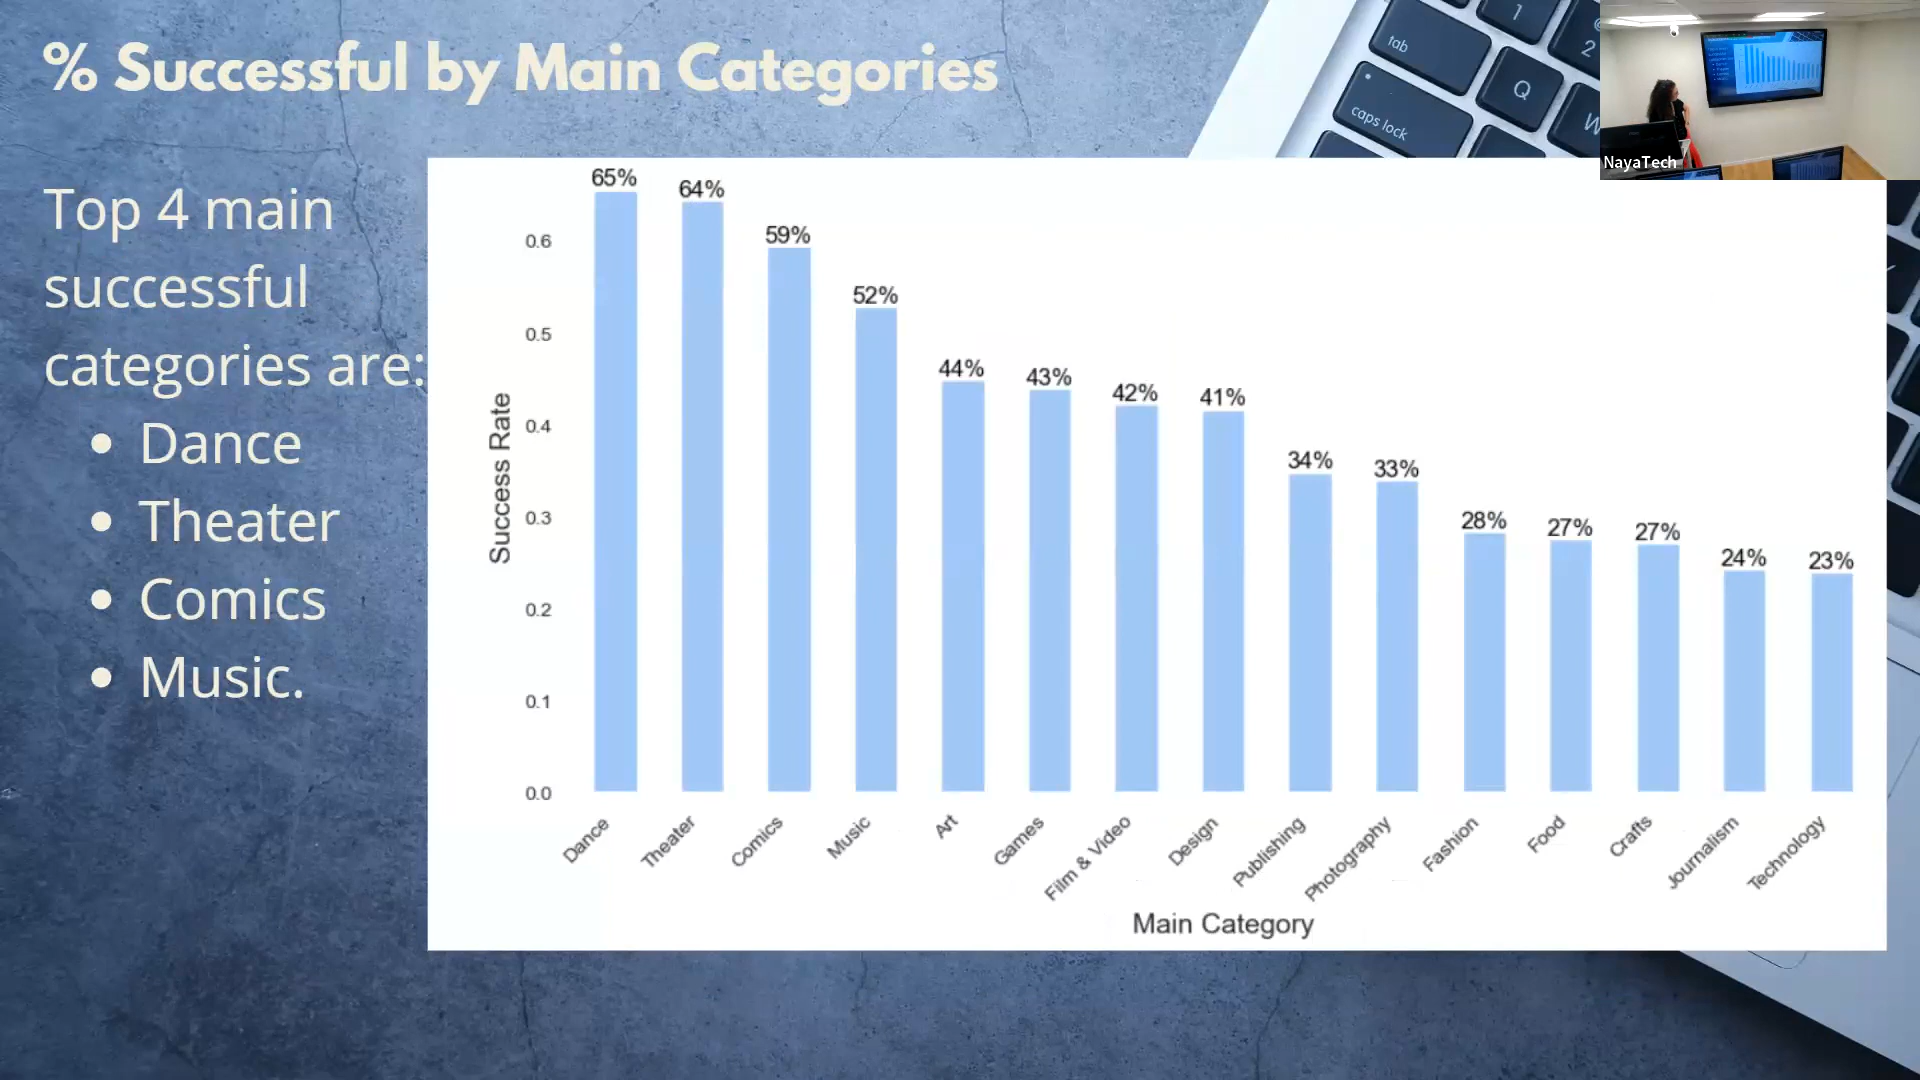 % Successful by Main Categories
Top 4 main
successful
categories are:
• Dance
• Theater
• Comics
• Music.
65%
64%
59%
52%
44%
43%
42%
41%
34%
33%
28%
27%
27%
24%
23%
Success Rate
0.6
0.5
0.4
0.3
0.2
0.1
0.0
Dance
Theater
Comics
Music
Art
Games
Film & Video
Design
Publishing
Photography
Fashion
Food
Crafts
Journalism
Technology
Main Category
tab
caps lock
1
2
Q
W
NayaTech